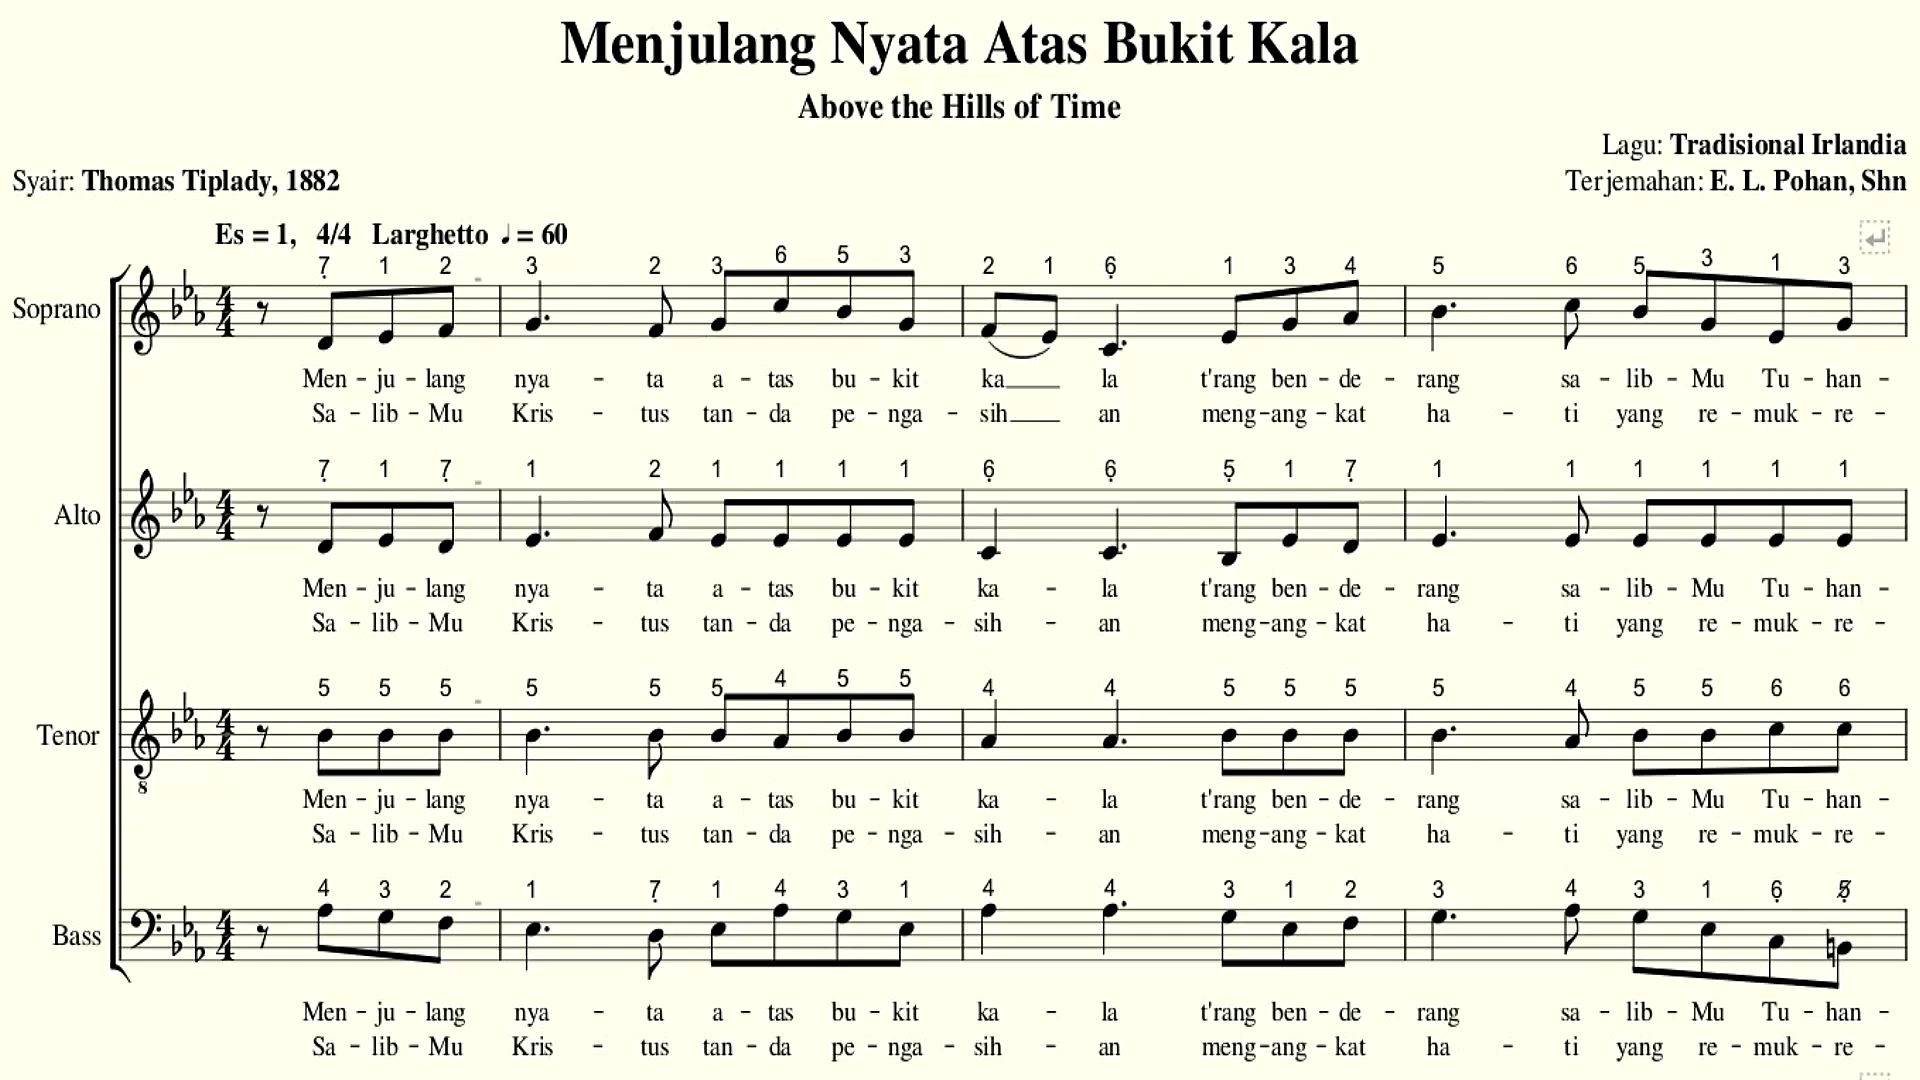 Menjulang Nyata Atas Bukit Kala
Above the Hills of Time
Lagu: Tradisional Irlandia
Syair: Thomas Tiplady, 1882
Terjemahan: E. L. Pohan, Shn
Es = 1, 4/4 Larghetto ♩ = 60
7̣ 1 2 3 2 3 6 5 3 2 1 6̣ 1 3 4 5 6 5 3 1 3
Soprano
4
4
Men - ju - lang nya - ta a - tas bu - kit ka__ la t'rang ben - de - rang sa - lib - Mu Tu - han -
Sa - lib - Mu Kris - tus tan - da pe - nga - sih__ an meng - ang - kat ha - ti yang re - muk - re -
7̣ 1 7̣ 1 2 1 1 1 1 6̣ 6̣ 5̣ 1 7̣ 1 1 1 1 1 1
Alto
4
4
Men - ju - lang nya - ta a - tas bu - kit ka - la t'rang ben - de - rang sa - lib - Mu Tu - han -
Sa - lib - Mu Kris - tus tan - da pe - nga - sih - an meng - ang - kat ha - ti yang re - muk - re -
5 5 5 5 5 5 4 5 5 4 4 5 5 5 5 4 5 5 6 6
Tenor
4
4
8
Men - ju - lang nya - ta a - tas bu - kit ka - la t'rang ben - de - rang sa - lib - Mu Tu - han -
Sa - lib - Mu Kris - tus tan - da pe - nga - sih - an meng - ang - kat ha - ti yang re - muk - re -
4 3 2 1 7̣ 1 4 3 1 4 4 3 1 2 3 4 3 1 6̣ 5̸̣
Bass
4
4
Men - ju - lang nya - ta a - tas bu - kit ka - la t'rang ben - de - rang sa - lib - Mu Tu - han -
Sa - lib - Mu Kris - tus tan - da pe - nga - sih - an meng - ang - kat ha - ti yang re - muk - re -